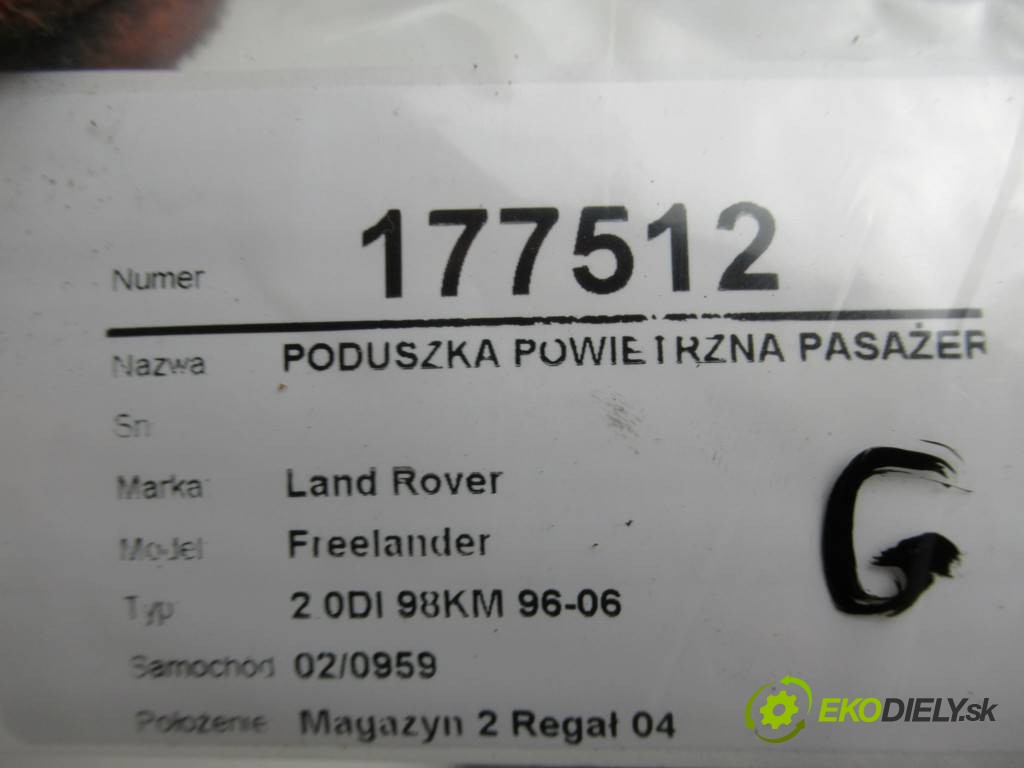 Numer 177512
Nazwa PODUSZKA POWIETRZNA PASAŻER
Sn
Marka Land Rover
Model: Freelander
Typ 2.0DI 98KM 96-06
Samochód 02/0959
Położenie Magazyn 2 Regał 04
G
EKODIELY.sk